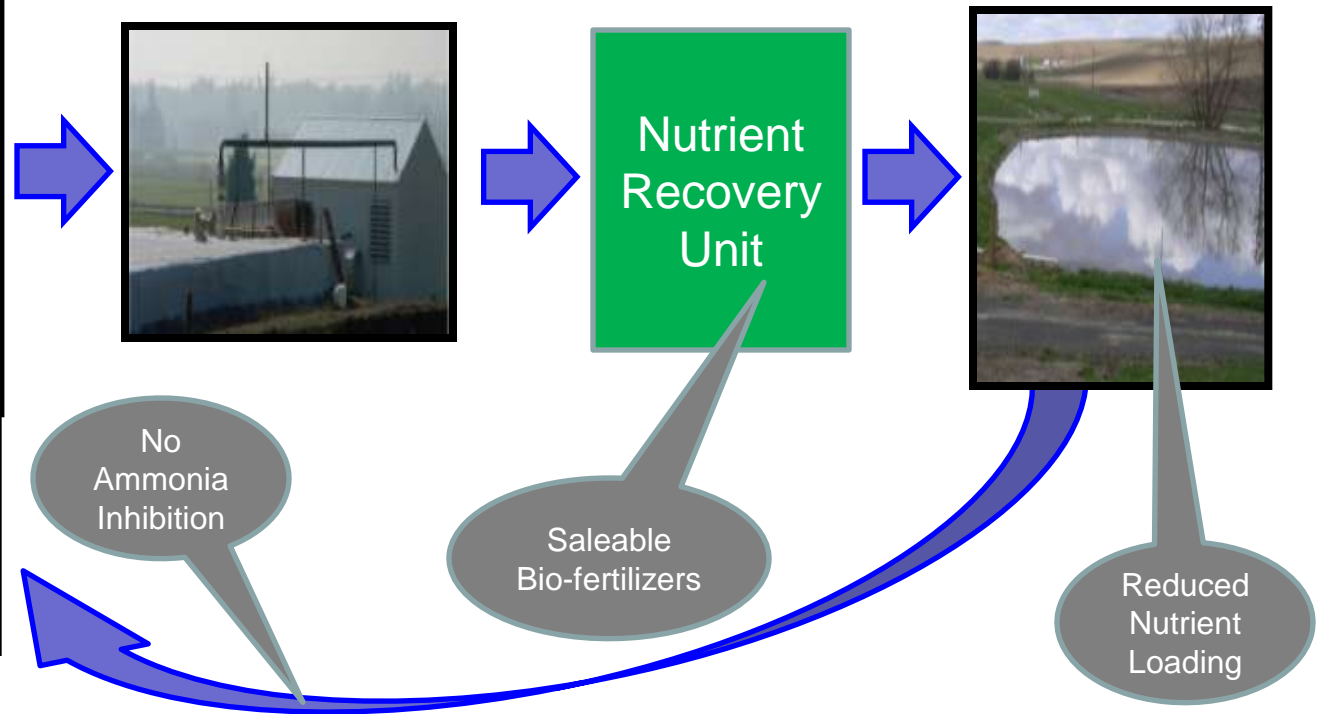 Nutrient
Recovery
Unit
No
Ammonia
Inhibition
Saleable
Bio-fertilizers
Reduced
Nutrient
Loading